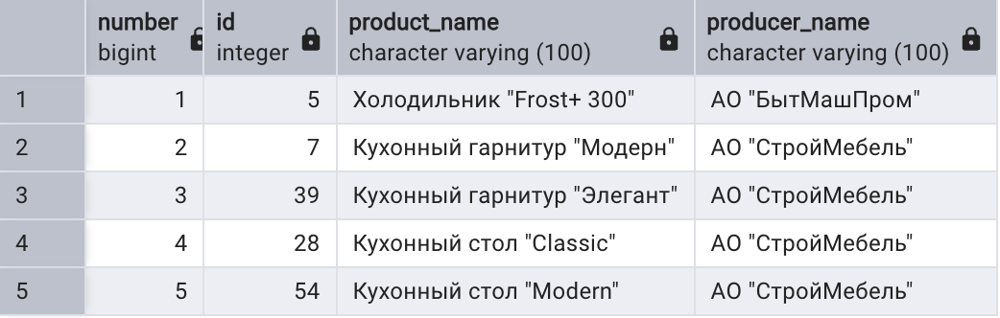 number id product_name producer_name
bigint integer character varying (100) character varying (100)
1 1 5 Холодильник "Frost+ 300" АО "БытМашПром"
2 2 7 Кухонный гарнитур "Модерн" АО "СтройМебель"
3 3 39 Кухонный гарнитур "Элегант" АО "СтройМебель"
4 4 28 Кухонный стол "Classic" АО "СтройМебель"
5 5 54 Кухонный стол "Modern" АО "СтройМебель"